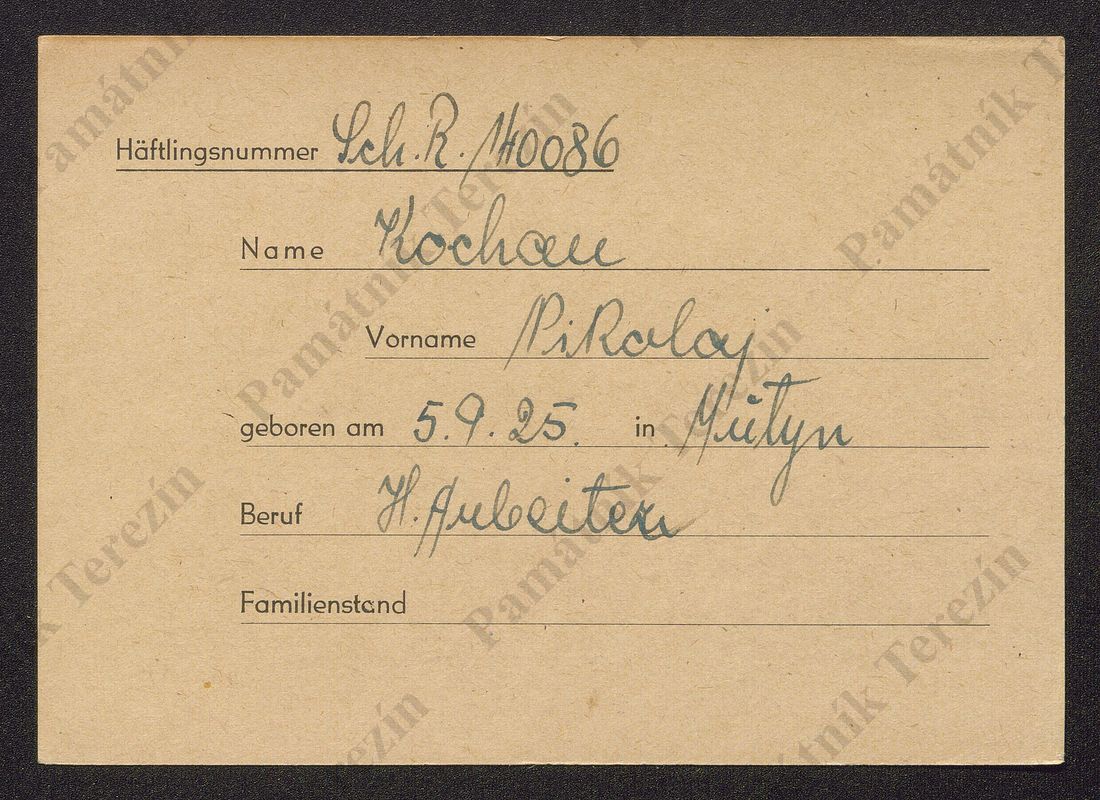 Häftlingsnummer Sch. R. 140086
Name Kochan
Vorname Nikolaj
geboren am 5.9.25. in Mutyn
Beruf H. Arbeiter
Familienstand
Památník Terezín